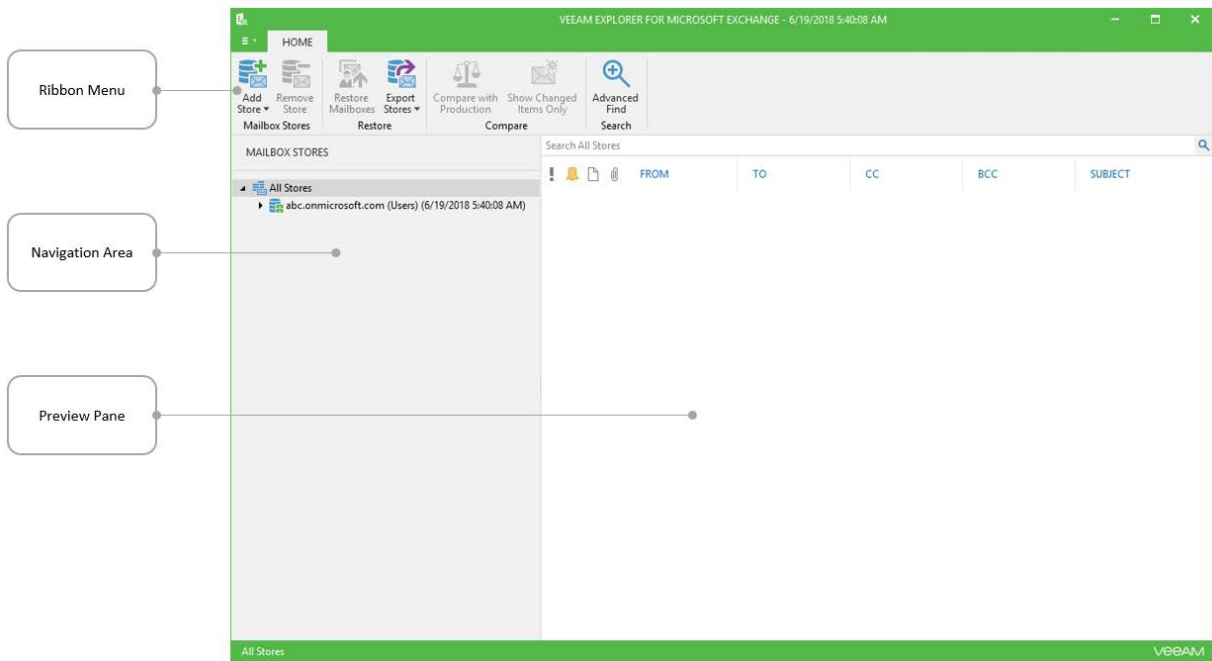 VEEAM EXPLORER FOR MICROSOFT EXCHANGE - 6/19/2018 5:40:08 AM
HOME
Ribbon Menu
Add Store
Remove Store
Restore Mailboxes
Export Stores
Compare with Production
Show Changed Items Only
Advanced Find
Mailbox Stores
Restore
Compare
Search
MAILBOX STORES
Search All Stores
FROM TO CC BCC SUBJECT
All Stores
abc.onmicrosoft.com (Users) (6/19/2018 5:40:08 AM)
Navigation Area
Preview Pane
All Stores
veeam